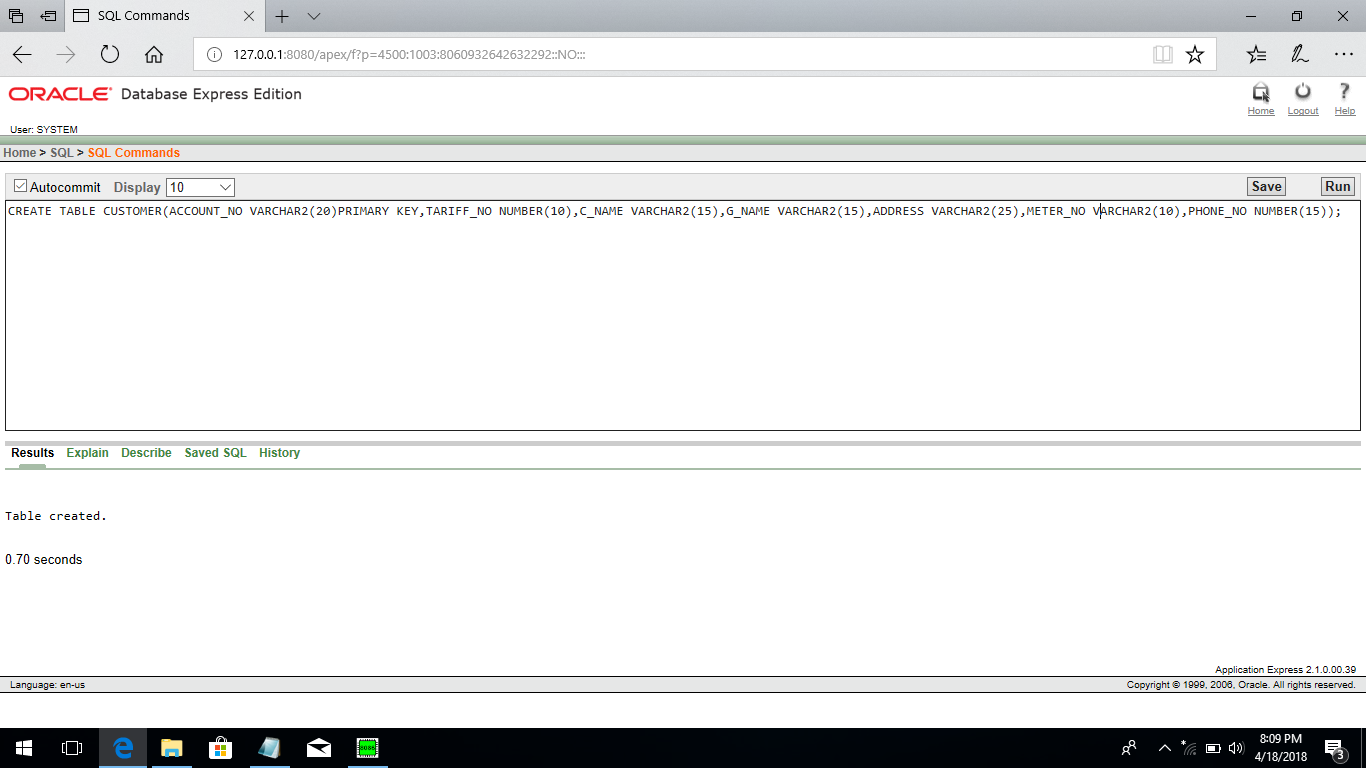 SQL Commands
127.0.0.1:8080/apex/f?p=4500:1003:8060932642632292::NO:::
ORACLE Database Express Edition
Home Logout Help
User: SYSTEM
Home > SQL > SQL Commands
Autocommit Display 10 Save Run
CREATE TABLE CUSTOMER(ACCOUNT_NO VARCHAR2(20)PRIMARY KEY,TARIFF_NO NUMBER(10),C_NAME VARCHAR2(15),G_NAME VARCHAR2(15),ADDRESS VARCHAR2(25),METER_NO VARCHAR2(10),PHONE_NO NUMBER(15));
Results Explain Describe Saved SQL History
Table created.
0.70 seconds
Application Express 2.1.0.00.39
Language: en-us Copyright © 1999, 2006, Oracle. All rights reserved.
8086
8:09 PM
4/18/2018
3